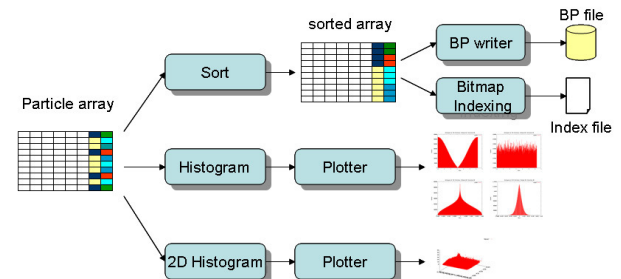 BP file
sorted array
BP writer
Sort
Bitmap
Indexing
Particle array
Index file
Histogram
Plotter
2D Histogram
Plotter